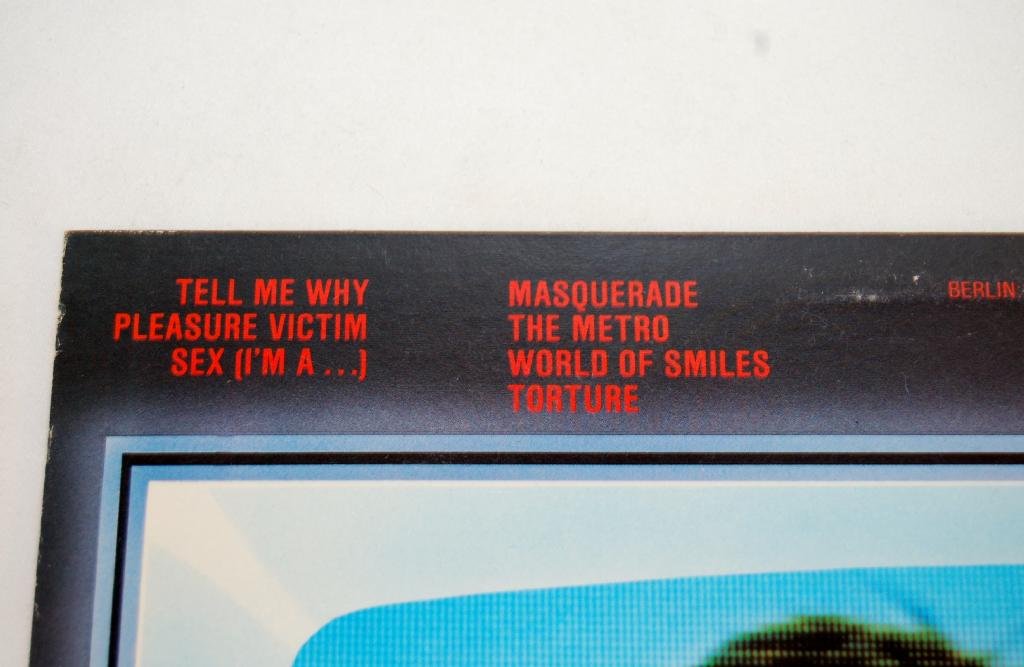 TELL ME WHY
PLEASURE VICTIM
SEX (I'M A ...)
MASQUERADE
THE METRO
WORLD OF SMILES
TORTURE
BERLIN: